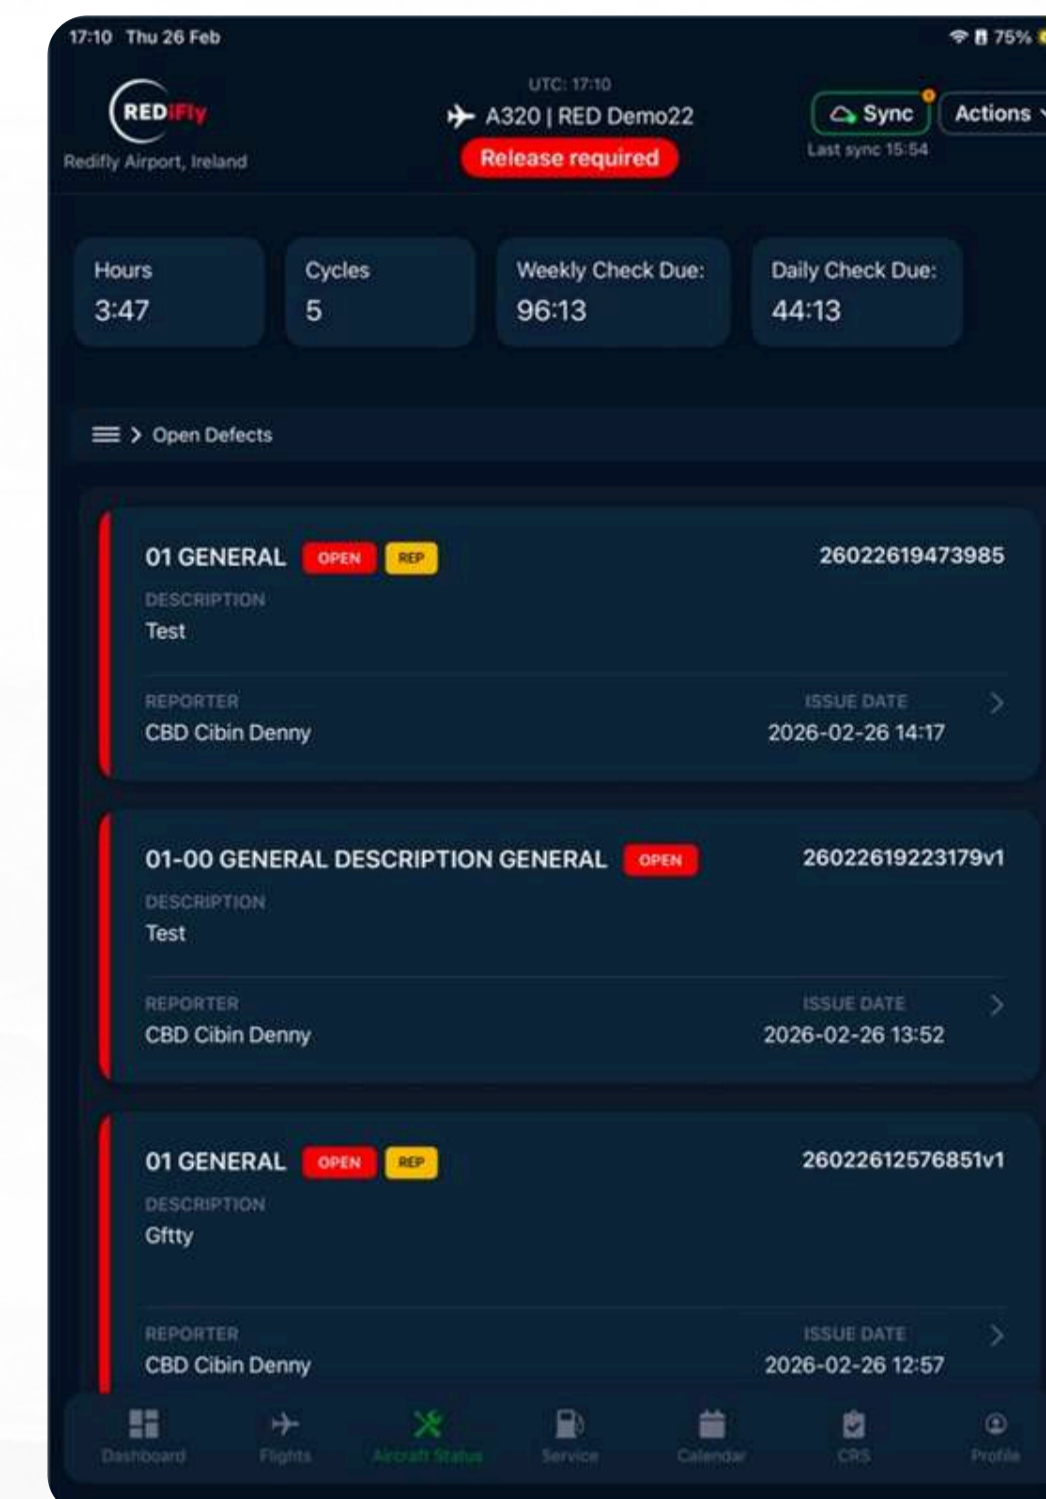 17:10 Thu 26 Feb
75%
UTC: 17:10
REDiFly
A320 | RED Demo22
Sync
Actions
Redifly Airport, Ireland
Release required
Last sync 15:54
Hours
3:47
Cycles
5
Weekly Check Due:
96:13
Daily Check Due:
44:13
Open Defects
01 GENERAL OPEN REP 26022619473985
DESCRIPTION
Test
REPORTER ISSUE DATE
CBD Cibin Denny 2026-02-26 14:17
01-00 GENERAL DESCRIPTION GENERAL OPEN 26022619223179v1
DESCRIPTION
Test
REPORTER ISSUE DATE
CBD Cibin Denny 2026-02-26 13:52
01 GENERAL OPEN REP 26022612576851v1
DESCRIPTION
Gftty
REPORTER ISSUE DATE
CBD Cibin Denny 2026-02-26 12:57
Dashboard Flights Aircraft Status Service Calendar CRS Profile